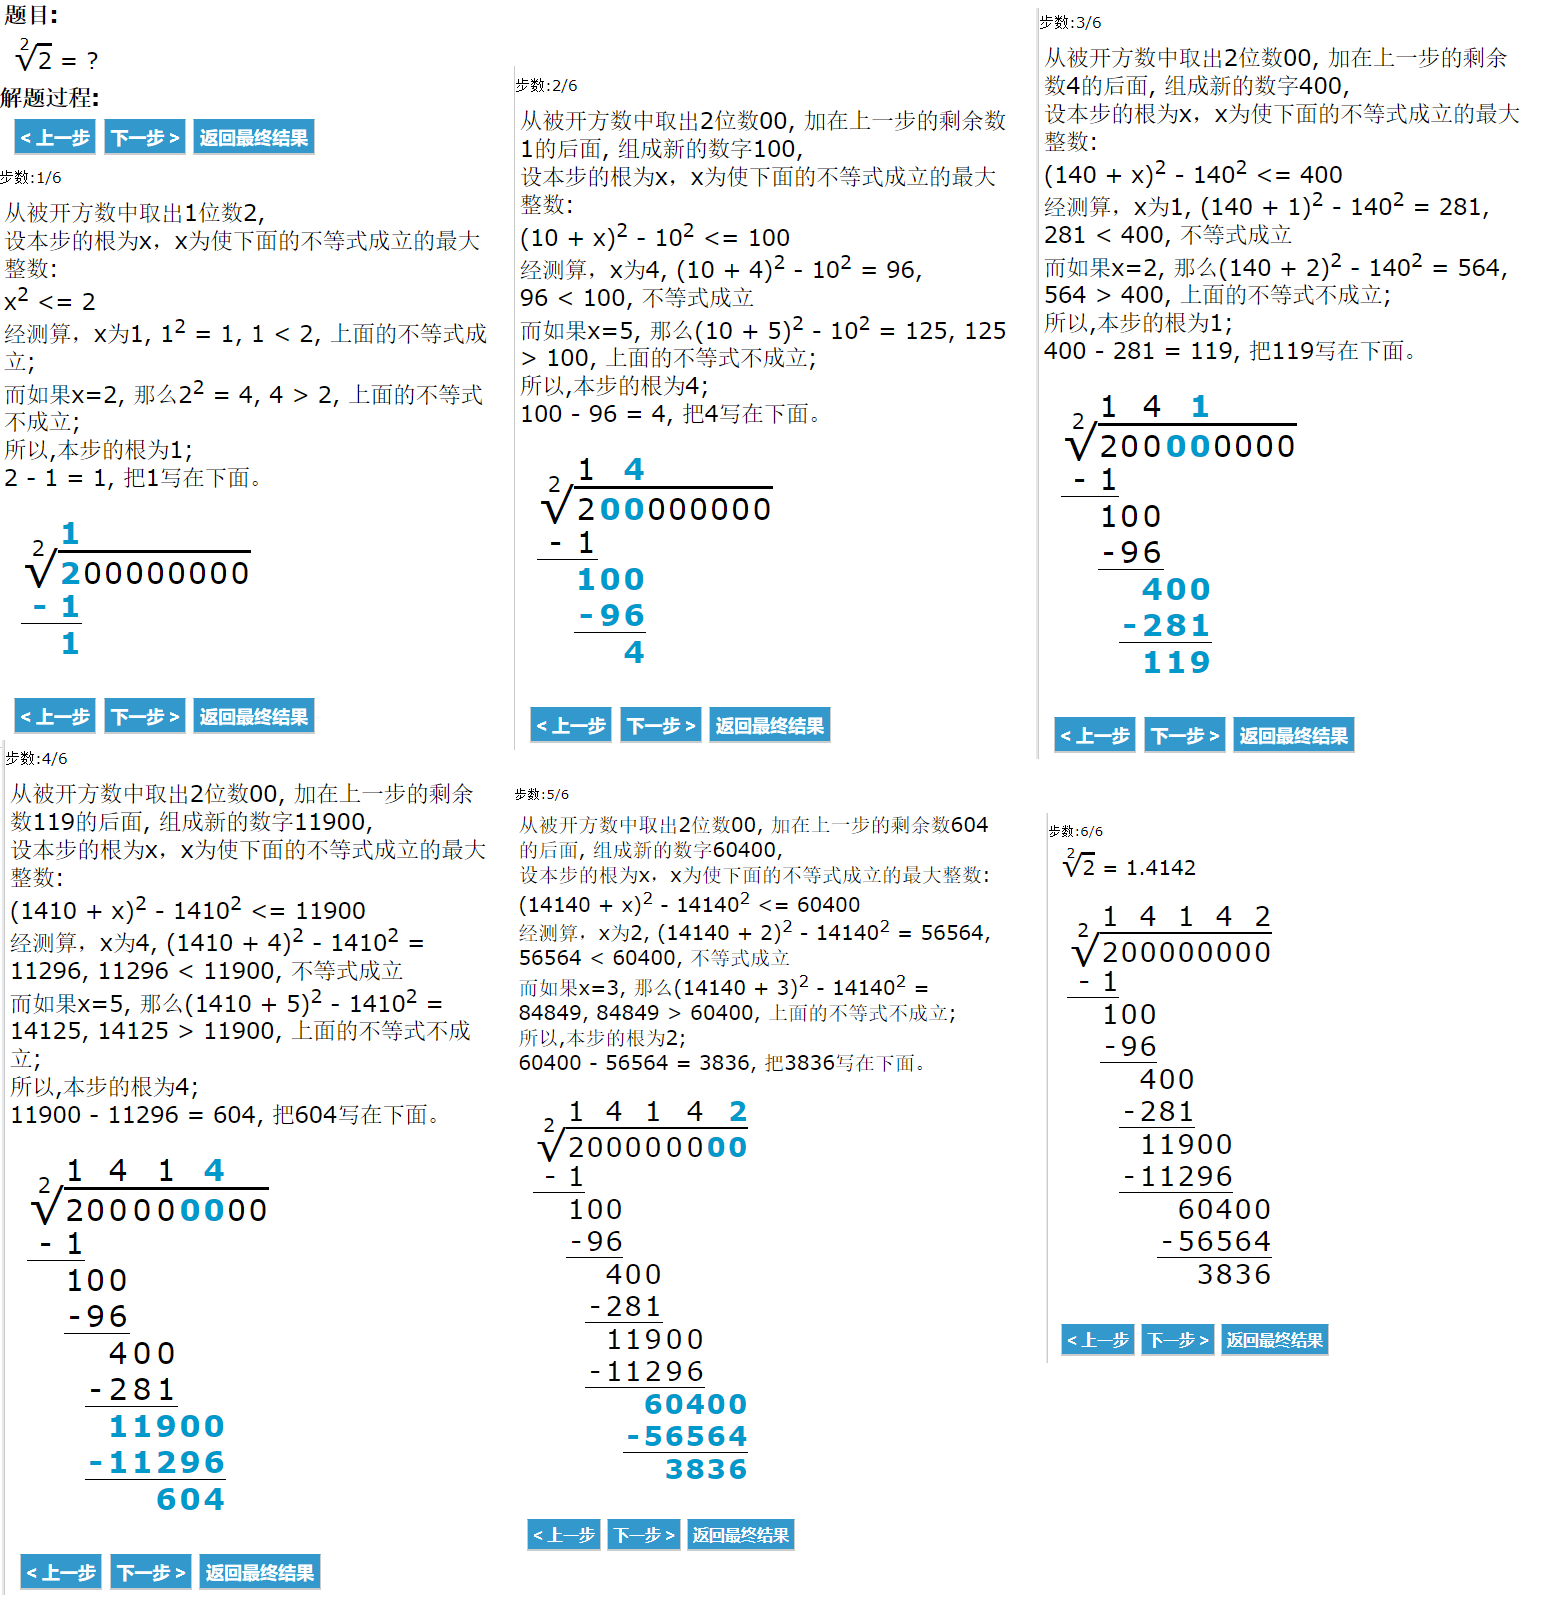 题目:
²√2 = ?
解题过程:
< 上一步 下一步 > 返回最终结果
步数:1/6
从被开方数中取出1位数2,
设本步的根为x，x为使下面的不等式成立的最大
整数:
x² <= 2
经测算，x为1, 1² = 1, 1 < 2, 上面的不等式成
立;
而如果x=2, 那么2² = 4, 4 > 2, 上面的不等式
不成立;
所以,本步的根为1;
2 - 1 = 1, 把1写在下面。
1
²√200000000
- 1
1
< 上一步 下一步 > 返回最终结果
步数:2/6
从被开方数中取出2位数00, 加在上一步的剩余数
1的后面, 组成新的数字100,
设本步的根为x，x为使下面的不等式成立的最大
整数:
(10 + x)² - 10² <= 100
经测算，x为4, (10 + 4)² - 10² = 96,
96 < 100, 不等式成立
而如果x=5, 那么(10 + 5)² - 10² = 125, 125
> 100, 上面的不等式不成立;
所以,本步的根为4;
100 - 96 = 4, 把4写在下面。
1 4
²√200000000
- 1
100
-96
4
< 上一步 下一步 > 返回最终结果
步数:3/6
从被开方数中取出2位数00, 加在上一步的剩余
数4的后面, 组成新的数字400,
设本步的根为x，x为使下面的不等式成立的最大
整数:
(140 + x)² - 140² <= 400
经测算，x为1, (140 + 1)² - 140² = 281,
281 < 400, 不等式成立
而如果x=2, 那么(140 + 2)² - 140² = 564,
564 > 400, 上面的不等式不成立;
所以,本步的根为1;
400 - 281 = 119, 把119写在下面。
1 4 1
²√200000000
- 1
100
-96
400
-281
119
< 上一步 下一步 > 返回最终结果
步数:4/6
从被开方数中取出2位数00, 加在上一步的剩余
数119的后面, 组成新的数字11900,
设本步的根为x，x为使下面的不等式成立的最大
整数:
(1410 + x)² - 1410² <= 11900
经测算，x为4, (1410 + 4)² - 1410² =
11296, 11296 < 11900, 不等式成立
而如果x=5, 那么(1410 + 5)² - 1410² =
14125, 14125 > 11900, 上面的不等式不成
立;
所以,本步的根为4;
11900 - 11296 = 604, 把604写在下面。
1 4 1 4
²√200000000
- 1
100
-96
400
-281
11900
-11296
604
< 上一步 下一步 > 返回最终结果
步数:5/6
从被开方数中取出2位数00, 加在上一步的剩余数604
的后面, 组成新的数字60400,
设本步的根为x，x为使下面的不等式成立的最大整数:
(14140 + x)² - 14140² <= 60400
经测算，x为2, (14140 + 2)² - 14140² = 56564,
56564 < 60400, 不等式成立
而如果x=3, 那么(14140 + 3)² - 14140² =
84849, 84849 > 60400, 上面的不等式不成立;
所以,本步的根为2;
60400 - 56564 = 3836, 把3836写在下面。
1 4 1 4 2
²√200000000
- 1
100
-96
400
-281
11900
-11296
60400
-56564
3836
< 上一步 下一步 > 返回最终结果
步数:6/6
²√2 = 1.4142
1 4 1 4 2
²√200000000
- 1
100
-96
400
-281
11900
-11296
60400
-56564
3836
< 上一步 下一步 > 返回最终结果